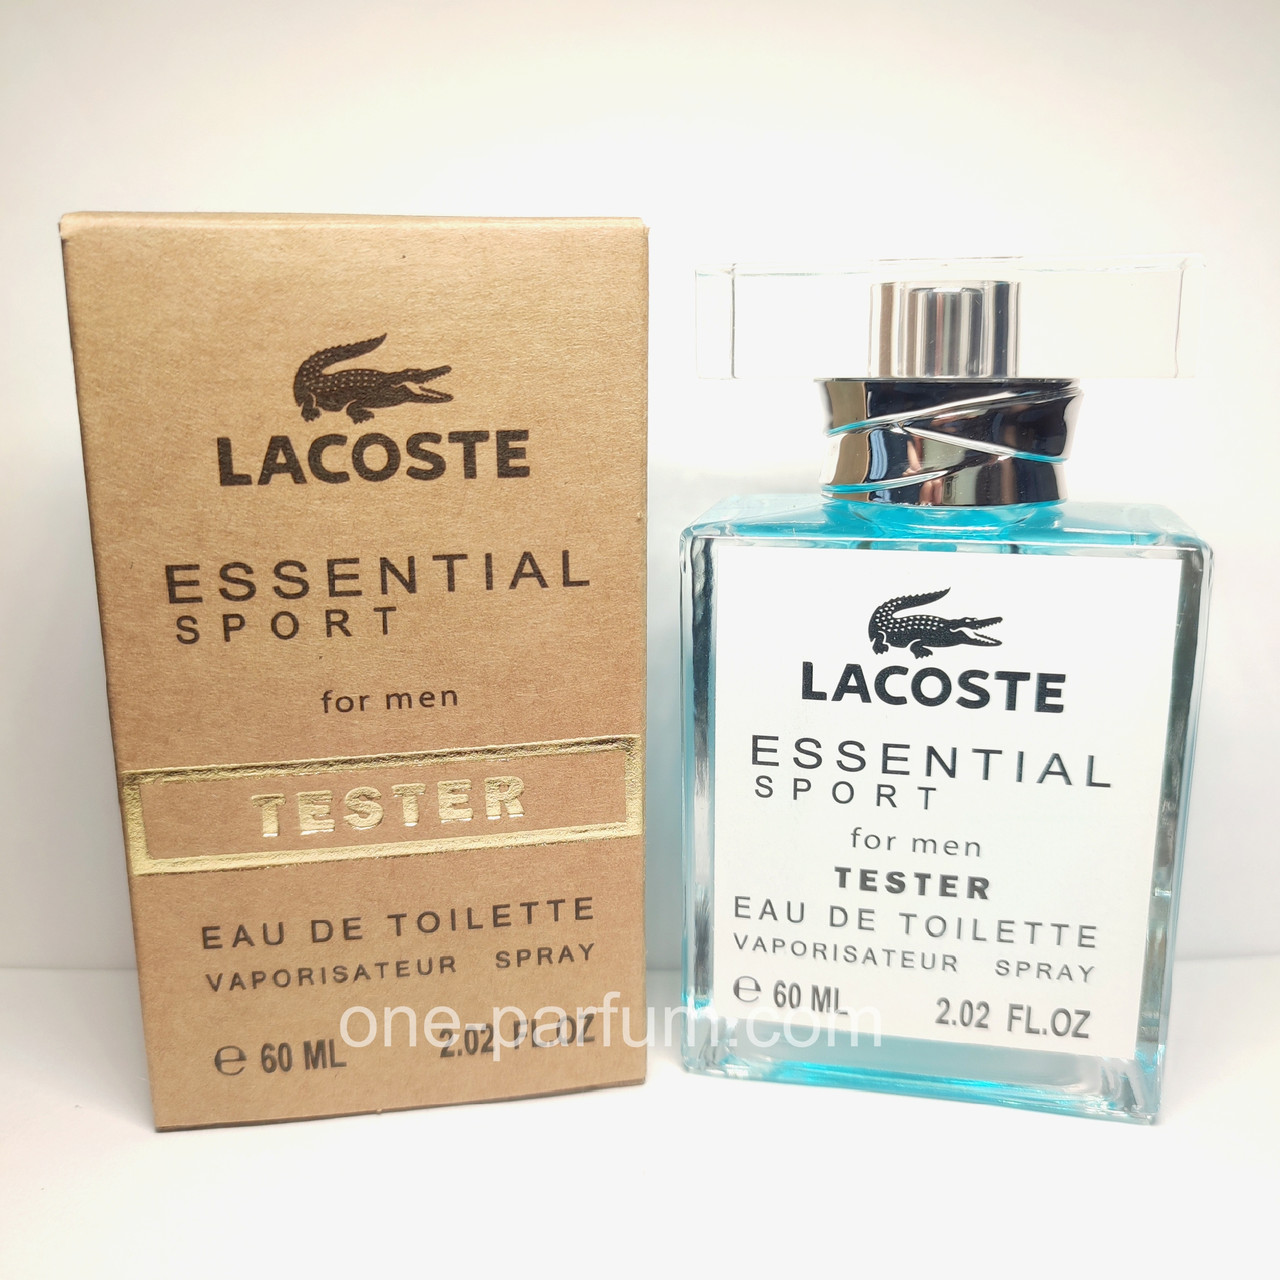 LACOSTE
ESSENTIAL
SPORT
for men
TESTER
EAU DE TOILETTE
VAPORISATEUR SPRAY
℮ 60 ML 2.02 FL.OZ
LACOSTE
ESSENTIAL
SPORT
for men
TESTER
EAU DE TOILETTE
VAPORISATEUR SPRAY
℮ 60 ML 2.02 FL.OZ
one-parfum.com